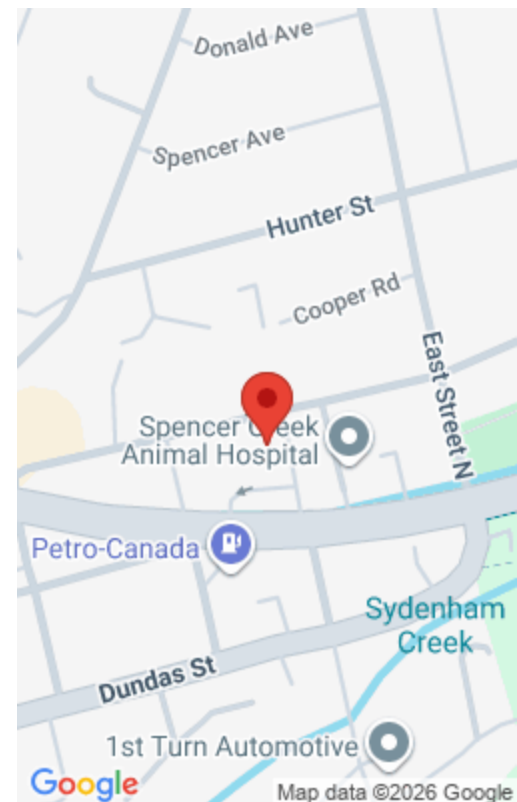 Donald Ave
Spencer Ave
Hunter St
Cooper Rd
East Street N
Spencer Creek
Animal Hospital
Petro-Canada
Sydenham
Creek
Dundas St
1st Turn Automotive
Google
Map data ©2026 Google